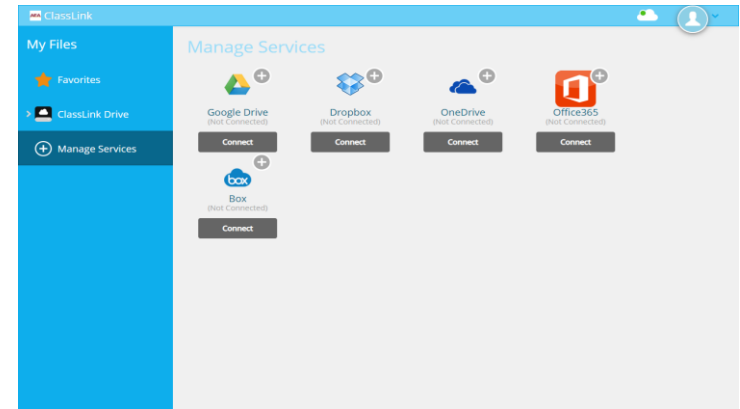 ClassLink
My Files
Favorites
ClassLink Drive
Manage Services
Manage Services
Google Drive
(Not Connected)
Connect
Dropbox
(Not Connected)
Connect
OneDrive
(Not Connected)
Connect
Office365
(Not Connected)
Connect
box
Box
(Not Connected)
Connect